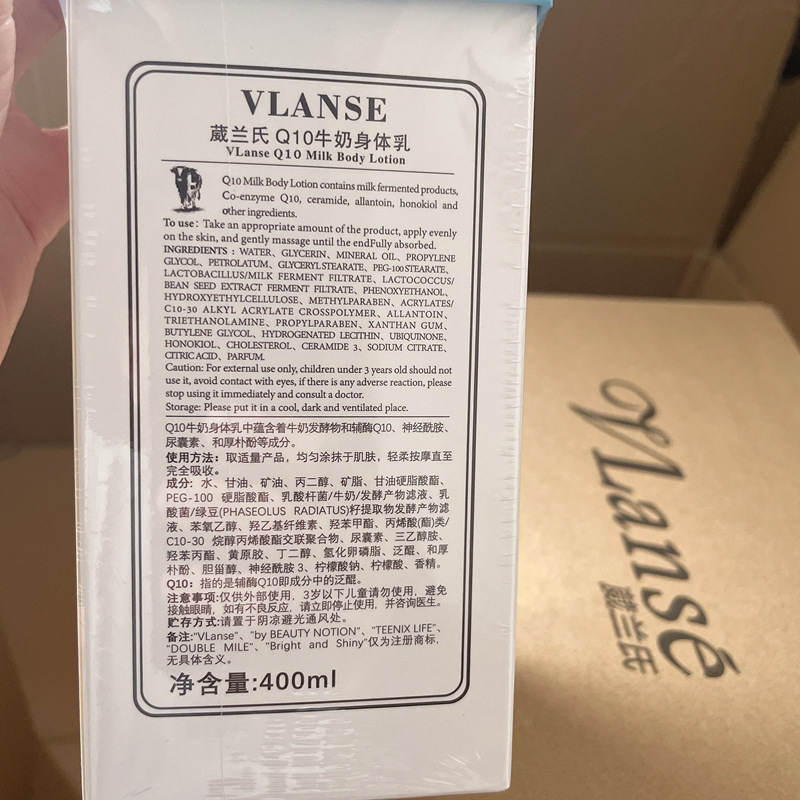 VLANSE
葳兰氏 Q10牛奶身体乳
VLanse Q10 Milk Body Lotion
Q10 Milk Body Lotion contains milk fermented products,
Co-enzyme Q10, ceramide, allantoin, honokiol and
other ingredients.
To use: Take an appropriate amount of the product, apply evenly
on the skin, and gently massage until the endFully absorbed.
INGREDIENTS : WATER、GLYCERIN、MINERAL OIL、PROPYLENE
GLYCOL、PETROLATUM、GLYCERYL STEARATE、PEG-100 STEARATE、
LACTOBACILLUS/MILK FERMENT FILTRATE、LACTOCOCCUS/
BEAN SEED EXTRACT FERMENT FILTRATE、PHENOXYETHANOL、
HYDROXYETHYLCELLULOSE、METHYLPARABEN、ACRYLATES/
C10-30 ALKYL ACRYLATE CROSSPOLYMER、ALLANTOIN、
TRIETHANOLAMINE、PROPYLPARABEN、XANTHAN GUM、
BUTYLENE GLYCOL、HYDROGENATED LECITHIN、UBIQUINONE、
HONOKIOL、CHOLESTEROL、CERAMIDE 3、SODIUM CITRATE、
CITRIC ACID、PARFUM.
Caution: For external use only, children under 3 years old should not
use it, avoid contact with eyes, if there is any adverse reaction, please
stop using it immediately and consult a doctor.
Storage: Please put it in a cool, dark and ventilated place.
Q10牛奶身体乳中蕴含着牛奶发酵物和辅酶Q10、神经酰胺、
尿囊素、和厚朴酚等成分。
使用方法：取适量产品，均匀涂抹于肌肤，轻柔按摩直至
完全吸收。
成分：水、甘油、矿油、丙二醇、矿脂、甘油硬脂酸酯、
PEG-100 硬脂酸酯、乳酸杆菌/牛奶/发酵产物滤液、乳
酸菌/绿豆(PHASEOLUS RADIATUS)籽提取物发酵产物滤
液、苯氧乙醇、羟乙基纤维素、羟苯甲酯、丙烯酸(酯)类/
C10-30 烷醇丙烯酸酯交联聚合物、尿囊素、三乙醇胺、
羟苯丙酯、黄原胶、丁二醇、氢化卵磷脂、泛醌、和厚
朴酚、胆甾醇、神经酰胺 3、柠檬酸钠、柠檬酸、香精。
Q10：指的是辅酶Q10即成分中的泛醌。
注意事项:仅供外部使用，3岁以下儿童请勿使用，避免
接触眼睛，如有不良反应，请立即停止使用，并咨询医生。
贮存方式:请置于阴凉避光通风处。
备注:“VLanse”、“by BEAUTY NOTION”、“TEENIX LIFE”、
“DOUBLE MILE”、“Bright and Shiny”仅为注册商标，
无具体含义。
净含量:400ml
VLansé
葳兰氏